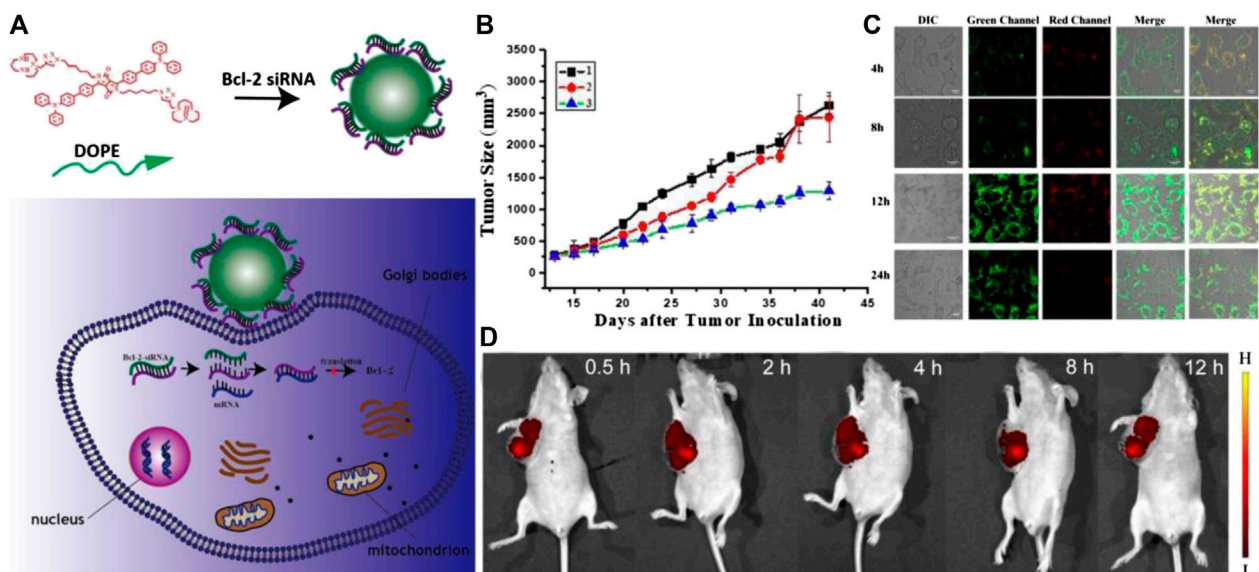 A
Bcl-2 siRNA
DOPE
Golgi bodies
Bcl-2-siRNA
translation
Bcl-2
mRNA
nucleus
mitochondrion
B
3500
3000
2500
2000
1500
1000
500
0
Tumor Size (mm³)
1
2
3
15
20
25
30
35
40
45
Days after Tumor Inoculation
C
DIC
Green Channel
Red Channel
Merge
Merge
4h
8h
12h
24h
D
0.5 h
2 h
4 h
8 h
12 h
H